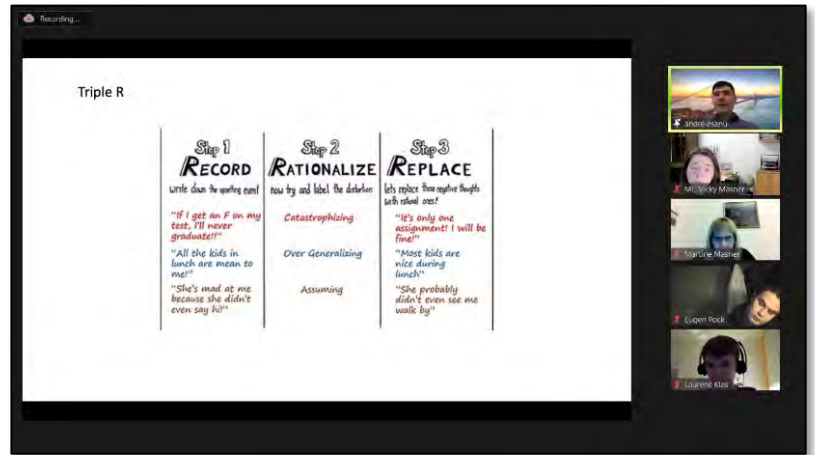 Recording...
Triple R
Step 1
RECORD
write down the upsetting event
"If I get an F on my
test, I'll never
graduate!!"
"All the kids in
lunch are mean to
me!"
"She's mad at me
because she didn't
even say hi!"
Step 2
RATIONALIZE
now try and label the distortion
Catastrophizing
Over Generalizing
Assuming
Step 3
REPLACE
lets replace those negative thoughts
with rational ones!
"It's only one
assignment! I will be
fine!"
"Most kids are
nice during
lunch"
"She probably
didn't even see me
walk by"
andrei esanu
Vicky Masner
Martine Masner
Eugen Pock
Laurent Klas